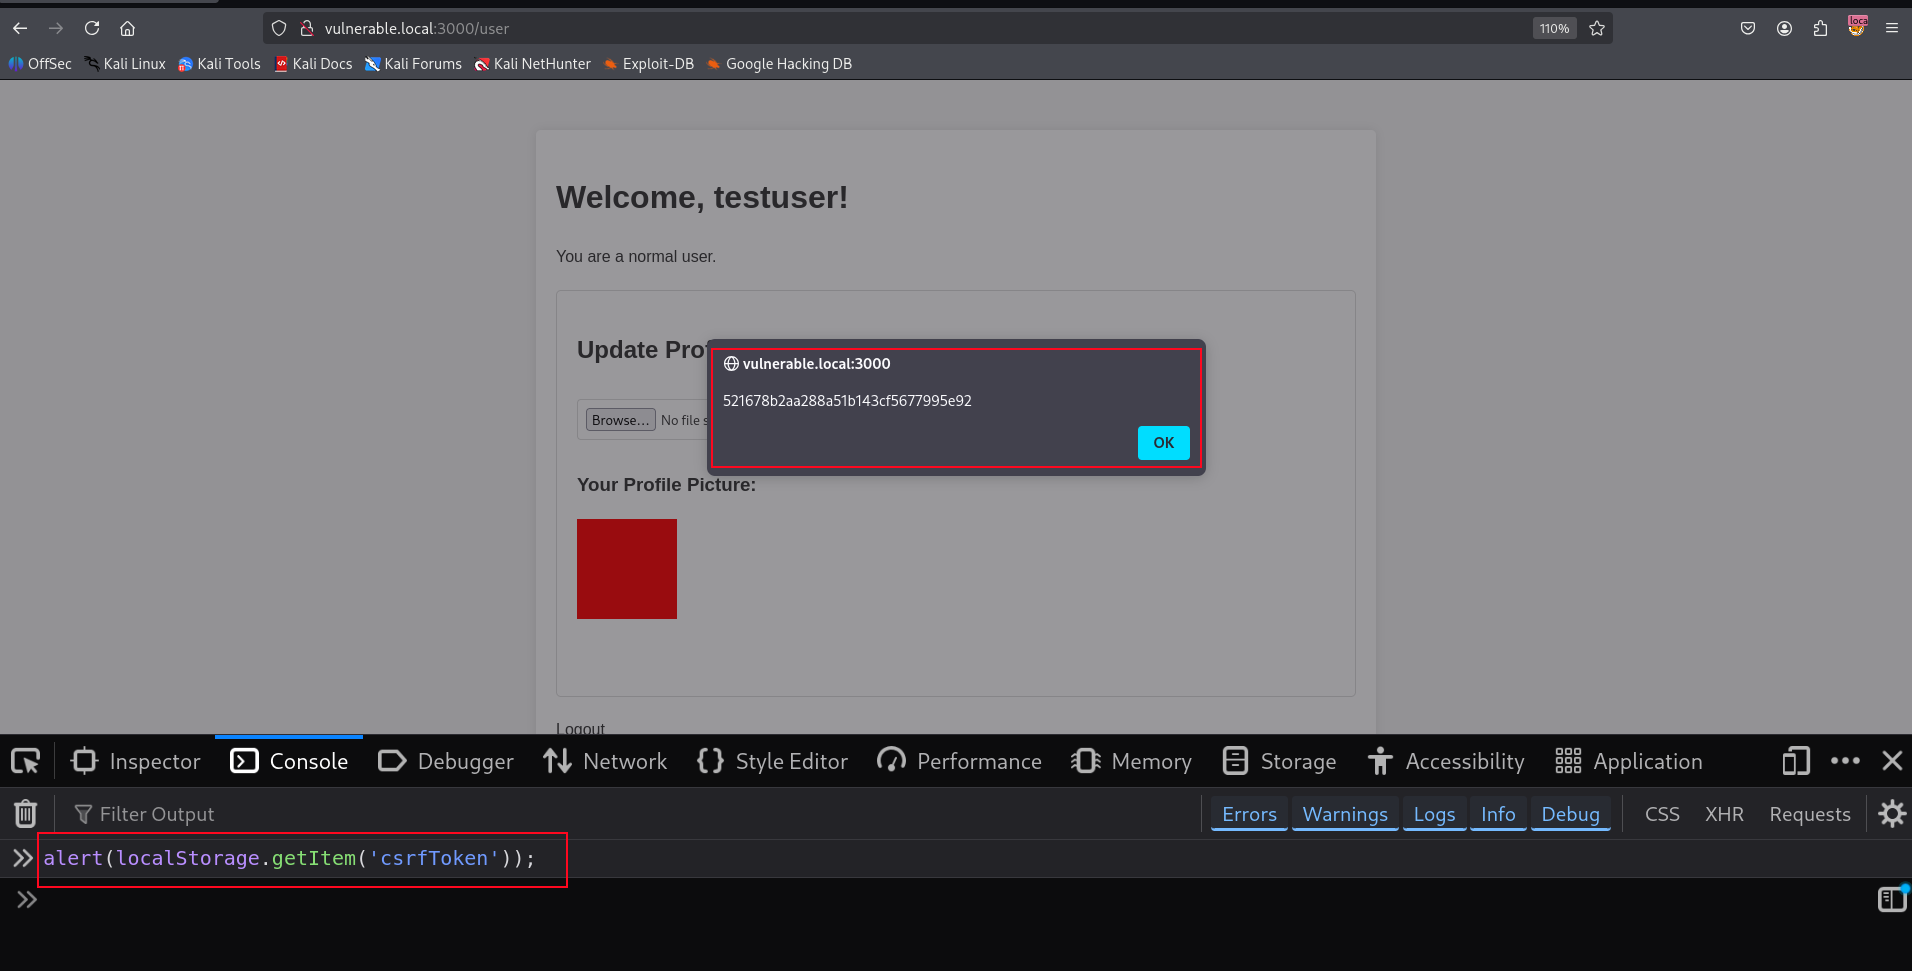 vulnerable.local:3000/user
110%
loca
OffSec Kali Linux Kali Tools Kali Docs Kali Forums Kali NetHunter Exploit-DB Google Hacking DB
Welcome, testuser!
You are a normal user.
Update Prof
vulnerable.local:3000
521678b2aa288a51b143cf5677995e92
Browse... No file s
OK
Your Profile Picture:
Logout
Inspector Console Debugger Network Style Editor Performance Memory Storage Accessibility Application
Filter Output Errors Warnings Logs Info Debug CSS XHR Requests
alert(localStorage.getItem('csrfToken'));